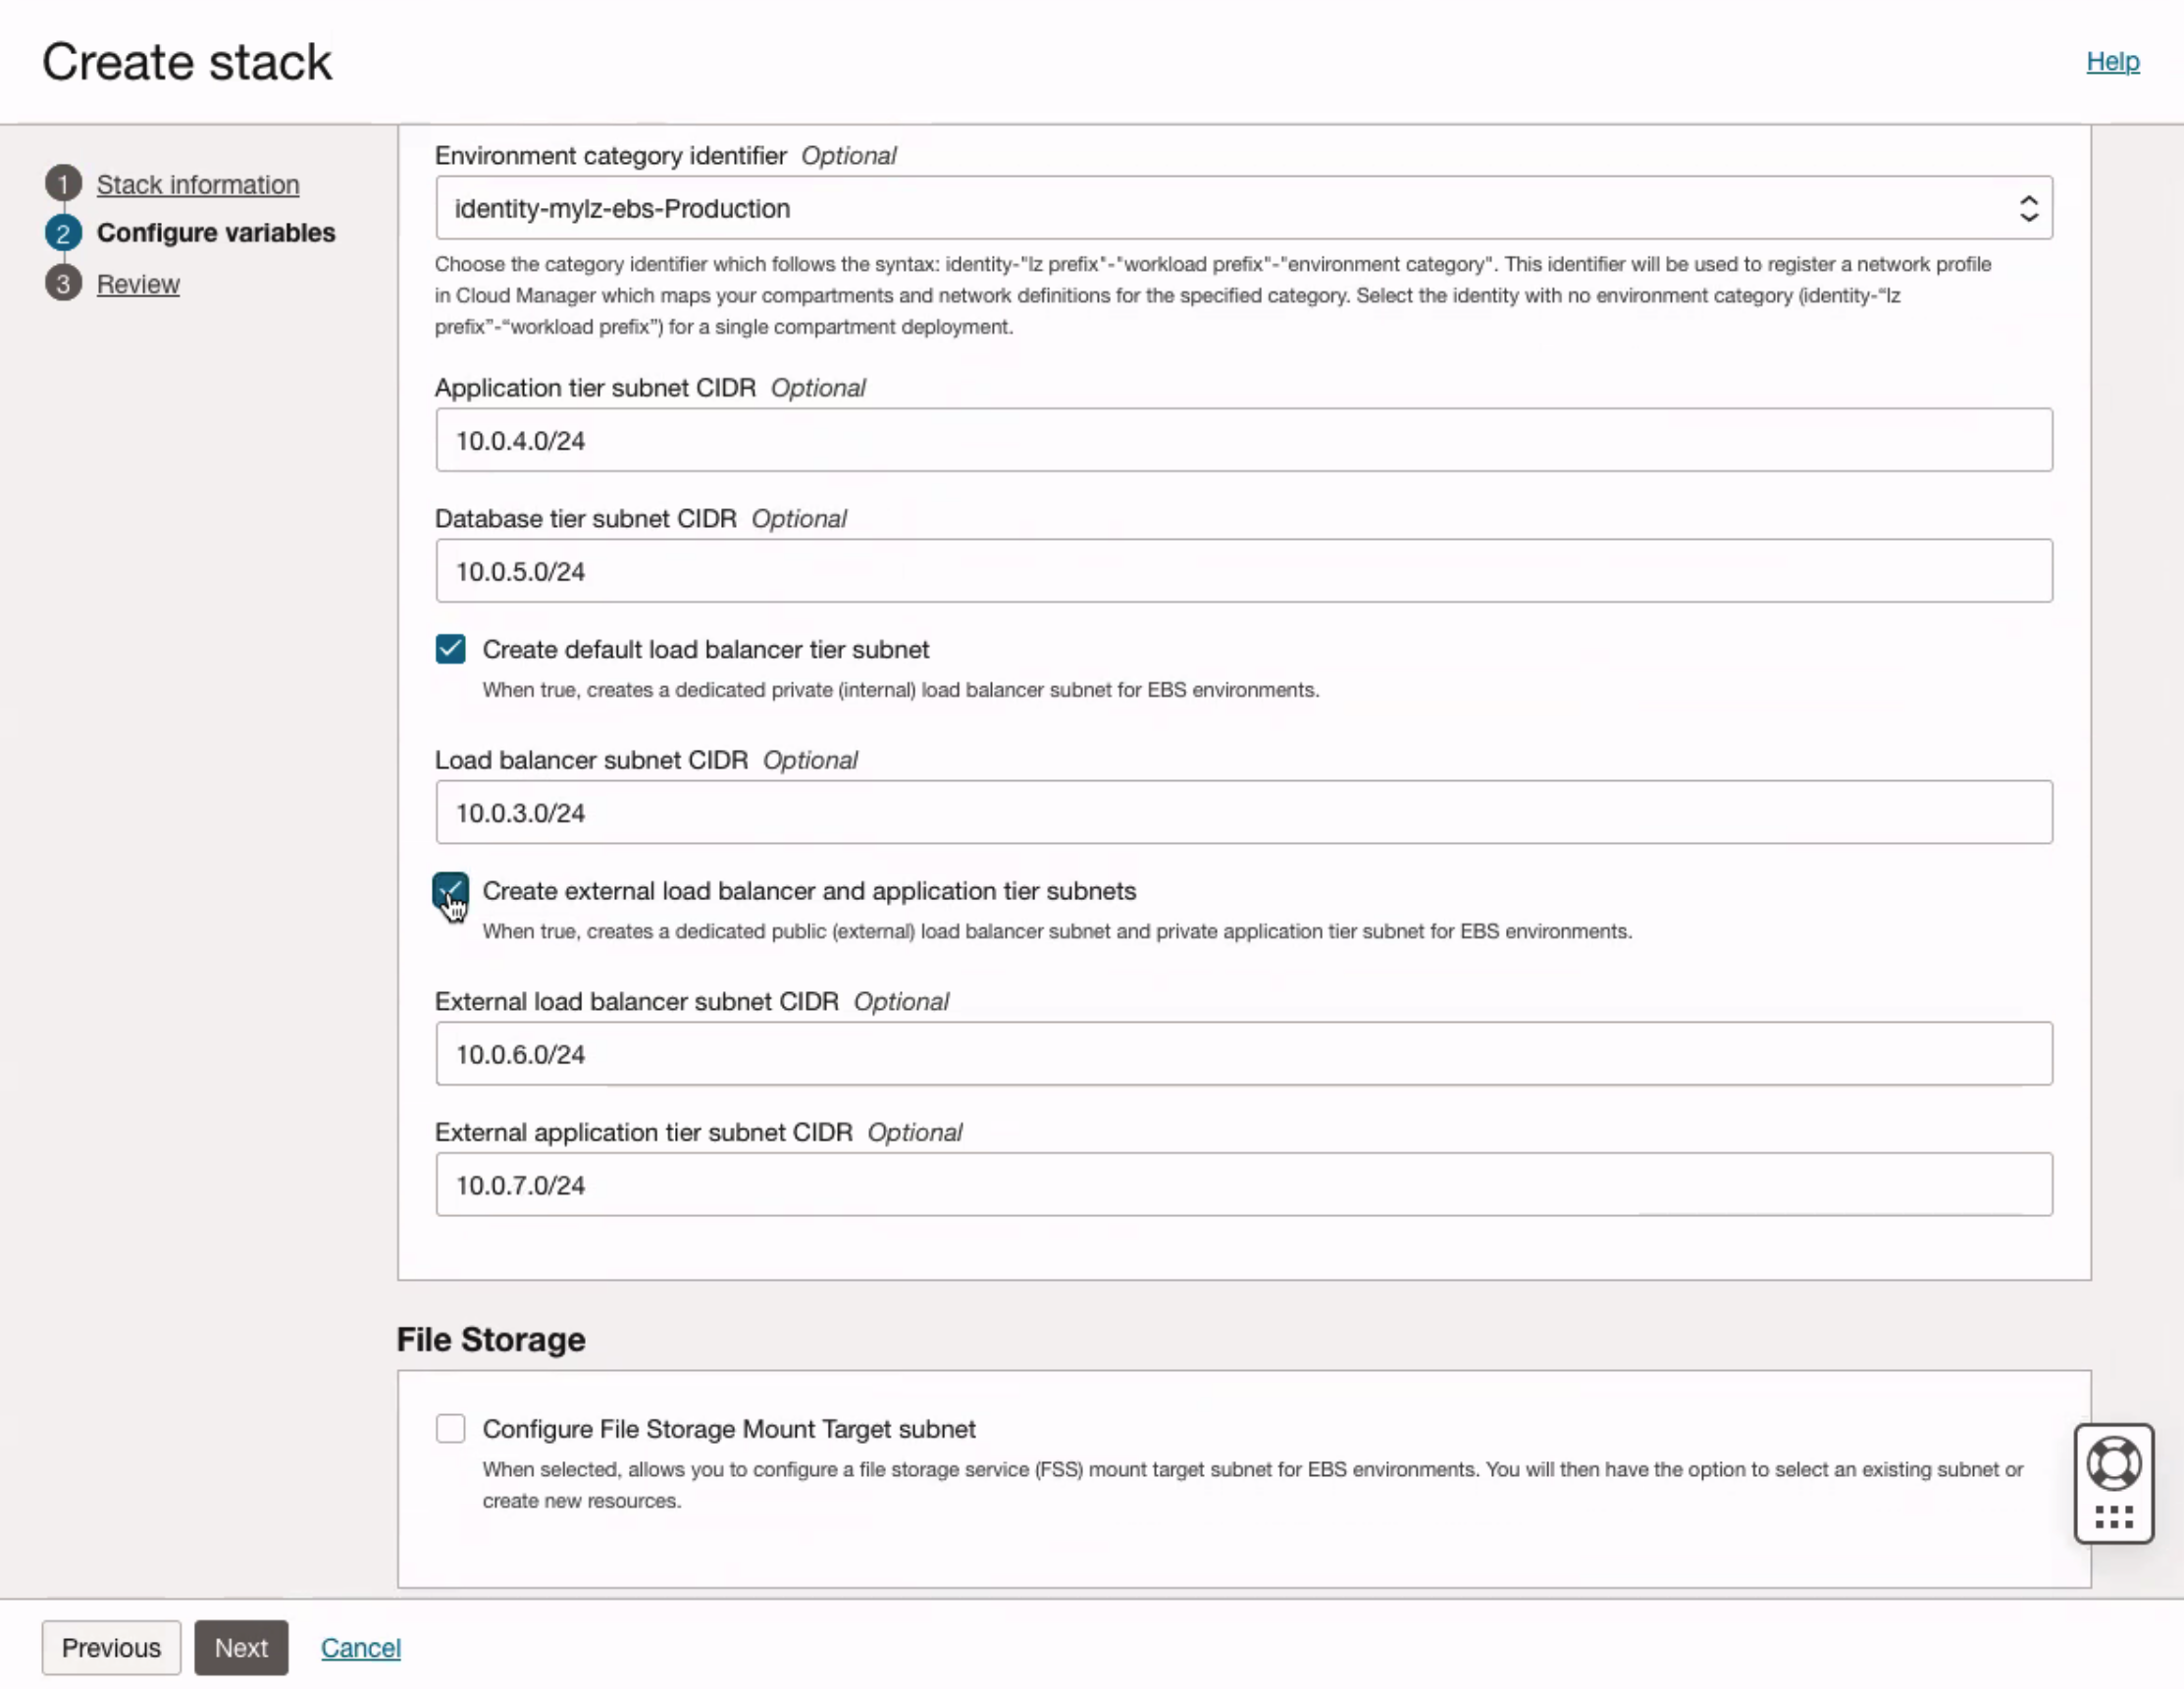 Create stack
Help
1 Stack information
2 Configure variables
3 Review
Environment category identifier Optional
identity-mylz-ebs-Production
Choose the category identifier which follows the syntax: identity-"lz prefix"-"workload prefix"-"environment category". This identifier will be used to register a network profile
in Cloud Manager which maps your compartments and network definitions for the specified category. Select the identity with no environment category (identity-“lz
prefix”-“workload prefix”) for a single compartment deployment.
Application tier subnet CIDR Optional
10.0.4.0/24
Database tier subnet CIDR Optional
10.0.5.0/24
Create default load balancer tier subnet
When true, creates a dedicated private (internal) load balancer subnet for EBS environments.
Load balancer subnet CIDR Optional
10.0.3.0/24
Create external load balancer and application tier subnets
When true, creates a dedicated public (external) load balancer subnet and private application tier subnet for EBS environments.
External load balancer subnet CIDR Optional
10.0.6.0/24
External application tier subnet CIDR Optional
10.0.7.0/24
File Storage
Configure File Storage Mount Target subnet
When selected, allows you to configure a file storage service (FSS) mount target subnet for EBS environments. You will then have the option to select an existing subnet or
create new resources.
Previous
Next
Cancel